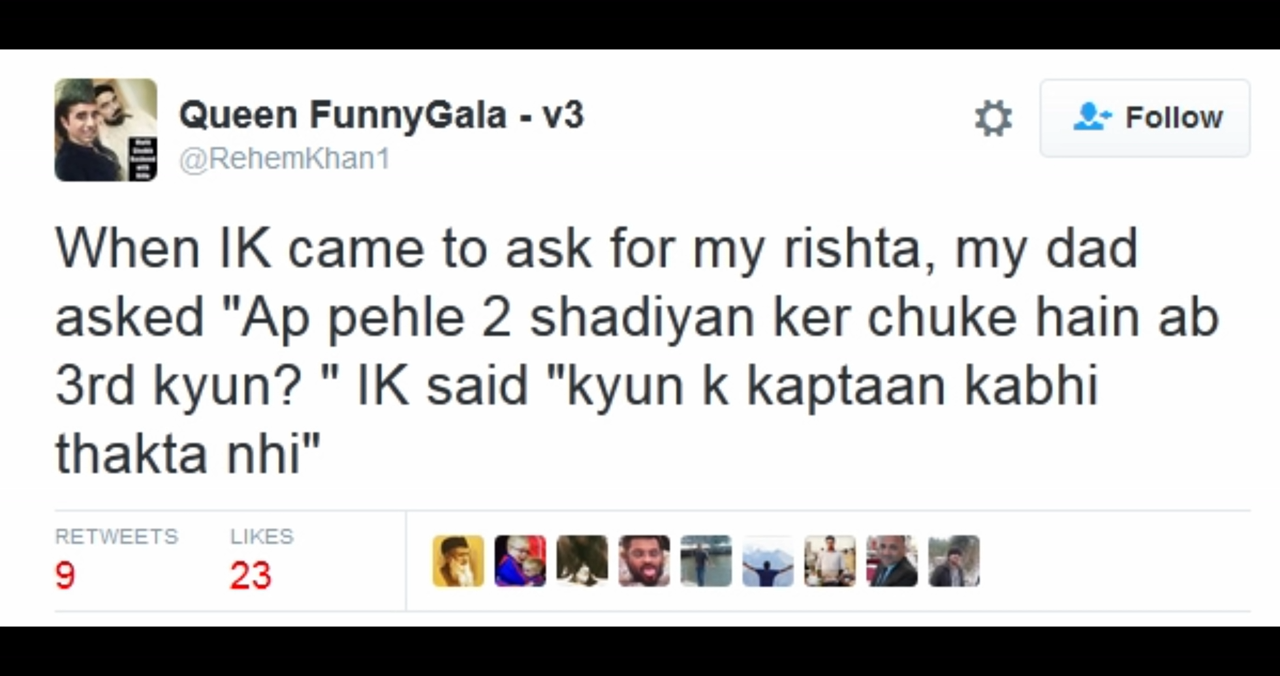 Queen FunnyGala - v3
@RehemKhan1
Follow
When IK came to ask for my rishta, my dad
asked "Ap pehle 2 shadiyan ker chuke hain ab
3rd kyun? " IK said "kyun k kaptaan kabhi
thakta nhi"
RETWEETS LIKES
9 23